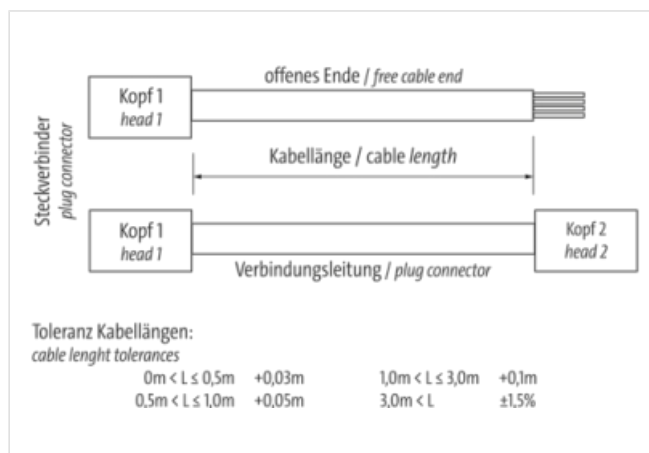 offenes Ende / free cable end
Kopf 1
head 1
Steckverbinder
plug connector
Kabellänge / cable length
Kopf 1
head 1
Kopf 2
head 2
Verbindungsleitung / plug connector
Toleranz Kabellängen:
cable lenght tolerances
0m < L ≤ 0,5m +0,03m 1,0m < L ≤ 3,0m +0,1m
0,5m < L ≤ 1,0m +0,05m 3,0m < L ±1,5%